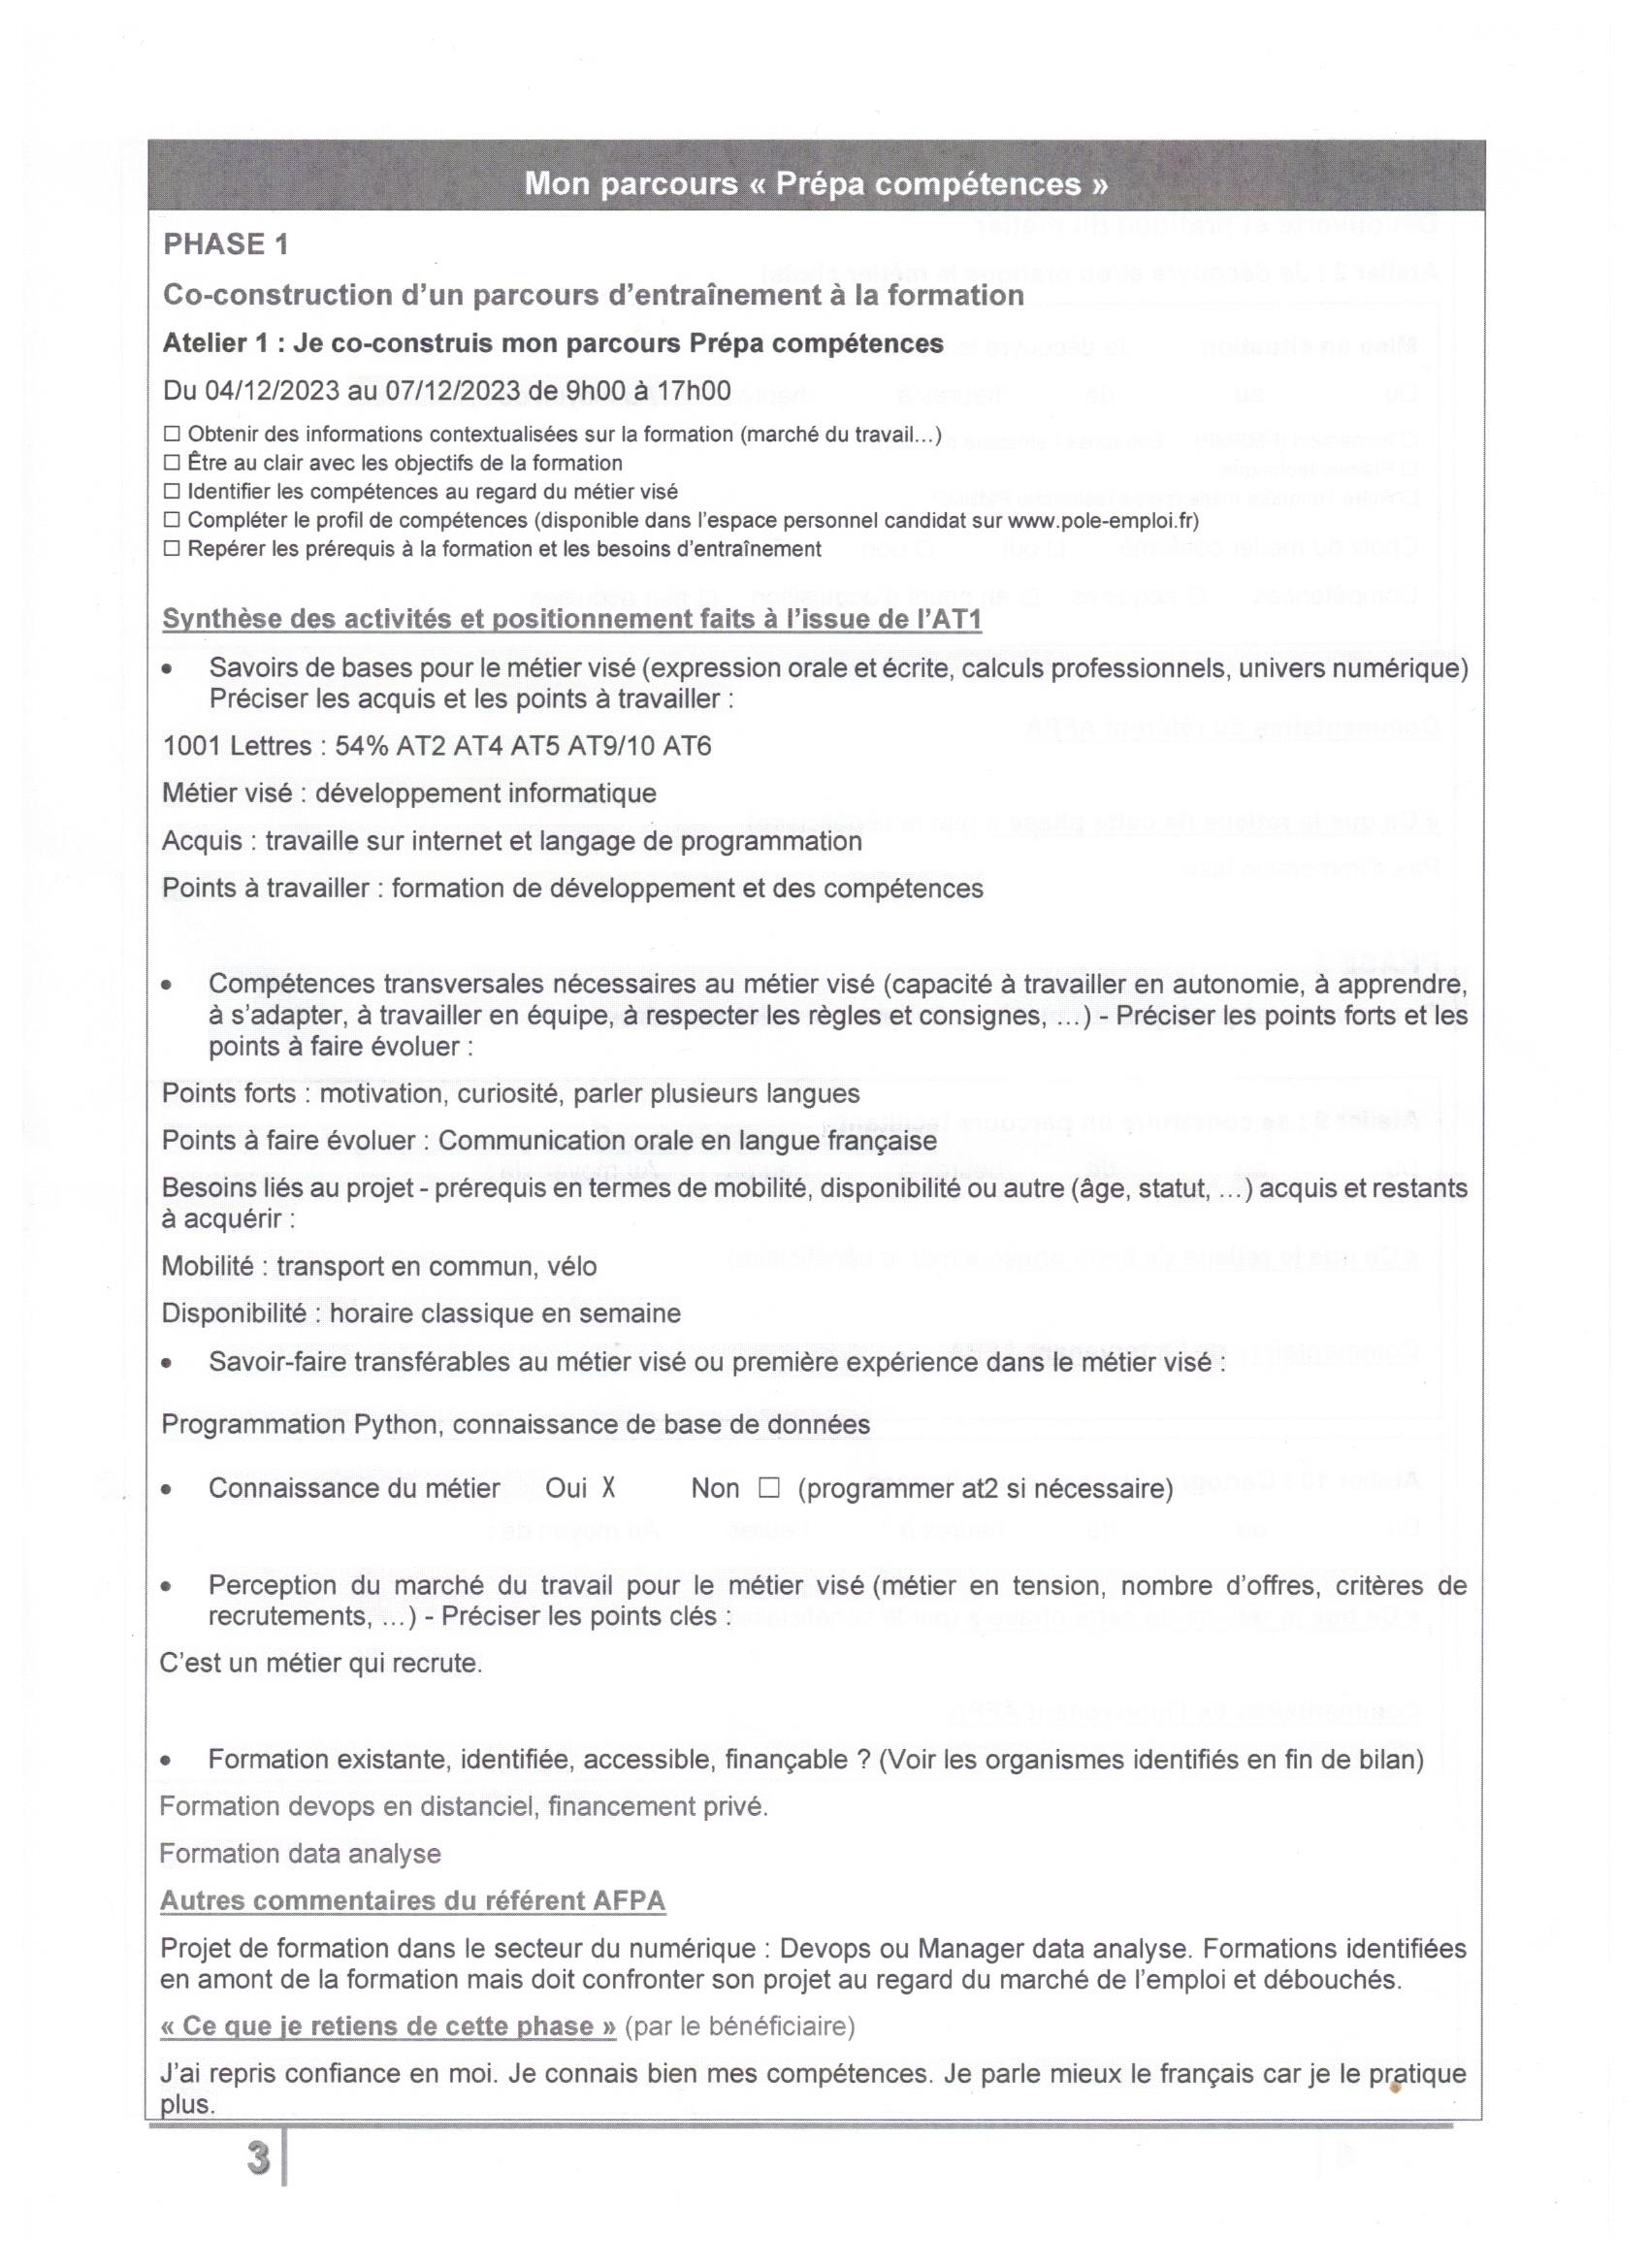 Mon parcours « Prépa compétences »
PHASE 1
Co-construction d'un parcours d'entraînement à la formation
Atelier 1 : Je co-construis mon parcours Prépa compétences
Du 04/12/2023 au 07/12/2023 de 9h00 à 17h00
☐ Obtenir des informations contextualisées sur la formation (marché du travail...)
☐ Être au clair avec les objectifs de la formation
☐ Identifier les compétences au regard du métier visé
☐ Compléter le profil de compétences (disponible dans l'espace personnel candidat sur www.pole-emploi.fr)
☐ Repérer les prérequis à la formation et les besoins d'entraînement
Synthèse des activités et positionnement faits à l'issue de l'AT1
• Savoirs de bases pour le métier visé (expression orale et écrite, calculs professionnels, univers numérique)
Préciser les acquis et les points à travailler :
1001 Lettres : 54% AT2 AT4 AT5 AT9/10 AT6
Métier visé : développement informatique
Acquis : travaille sur internet et langage de programmation
Points à travailler : formation de développement et des compétences
• Compétences transversales nécessaires au métier visé (capacité à travailler en autonomie, à apprendre,
à s'adapter, à travailler en équipe, à respecter les règles et consignes, ...) - Préciser les points forts et les
points à faire évoluer :
Points forts : motivation, curiosité, parler plusieurs langues
Points à faire évoluer : Communication orale en langue française
Besoins liés au projet - prérequis en termes de mobilité, disponibilité ou autre (âge, statut, ...) acquis et restants
à acquérir :
Mobilité : transport en commun, vélo
Disponibilité : horaire classique en semaine
• Savoir-faire transférables au métier visé ou première expérience dans le métier visé :
Programmation Python, connaissance de base de données
• Connaissance du métier Oui X Non ☐ (programmer at2 si nécessaire)
• Perception du marché du travail pour le métier visé (métier en tension, nombre d'offres, critères de
recrutements, ...) - Préciser les points clés :
C'est un métier qui recrute.
• Formation existante, identifiée, accessible, finançable ? (Voir les organismes identifiés en fin de bilan)
Formation devops en distanciel, financement privé.
Formation data analyse
Autres commentaires du référent AFPA
Projet de formation dans le secteur du numérique : Devops ou Manager data analyse. Formations identifiées
en amont de la formation mais doit confronter son projet au regard du marché de l'emploi et débouchés.
« Ce que je retiens de cette phase » (par le bénéficiaire)
J'ai repris confiance en moi. Je connais bien mes compétences. Je parle mieux le français car je le pratique
plus.
3